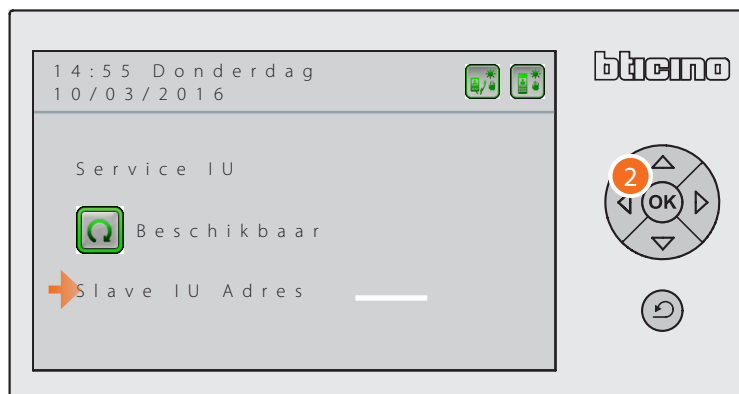 14:55 Donderdag
10/03/2016
bticino
Service IU
Beschikbaar
Slave IU Adres
2
OK